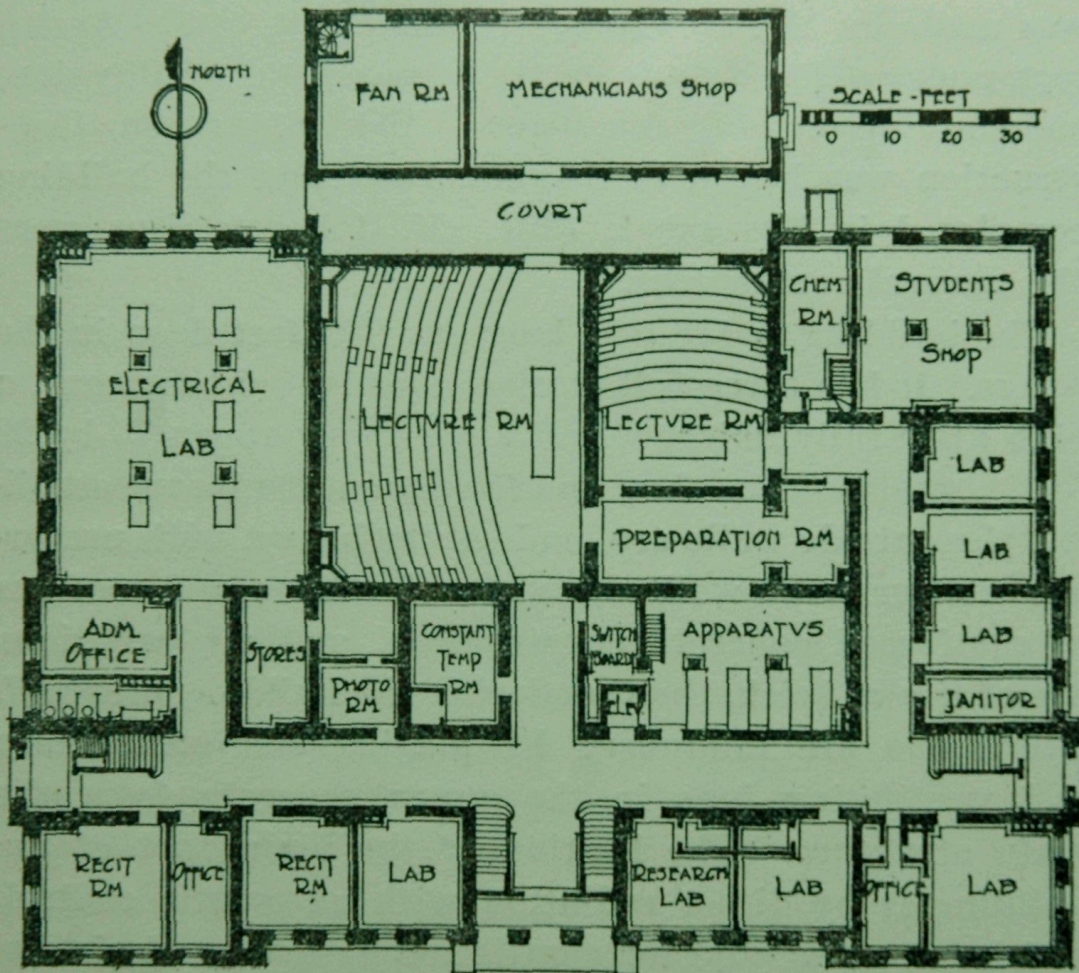 NORTH
FAN RM
MECHANICIANS SHOP
SCALE - FEET
0 10 20 30
COURT
CHEM
RM
STVDENTS
SHOP
ELECTRICAL
LAB
LECTVRE RM
LECTVRE RM
LAB
PREPARATION RM
LAB
ADM
OFFICE
STORES
CONSTANT
TEMP
RM
SWITCH
BOARD
APPARATVS
LAB
PHOTO
RM
ELEV
JANITOR
RECIT
RM
OFFICE
RECIT
RM
LAB
RESEARCH
LAB
LAB
OFFICE
LAB